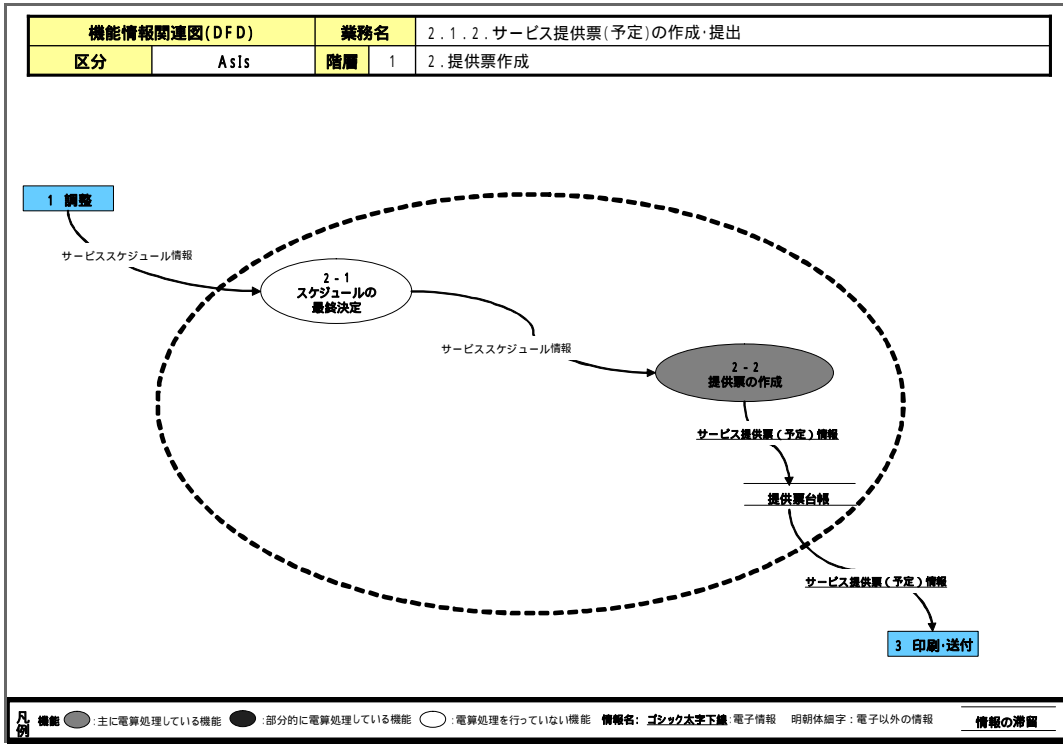 機能情報関連図(DFD) 業務名 2.1.2.サービス提供票(予定)の作成・提出
区分 AsIs 階層 1 2.提供票作成
1 調整
サービススケジュール情報
2-1
スケジュールの
最終決定
サービススケジュール情報
2-2
提供票の作成
サービス提供票(予定)情報
提供票台帳
サービス提供票(予定)情報
3 印刷・送付
凡例 機能 :主に電算処理している機能 :部分的に電算処理している機能 :電算処理を行っていない機能 情報名: ゴシック太字下線:電子情報 明朝体細字:電子以外の情報 情報の滞留